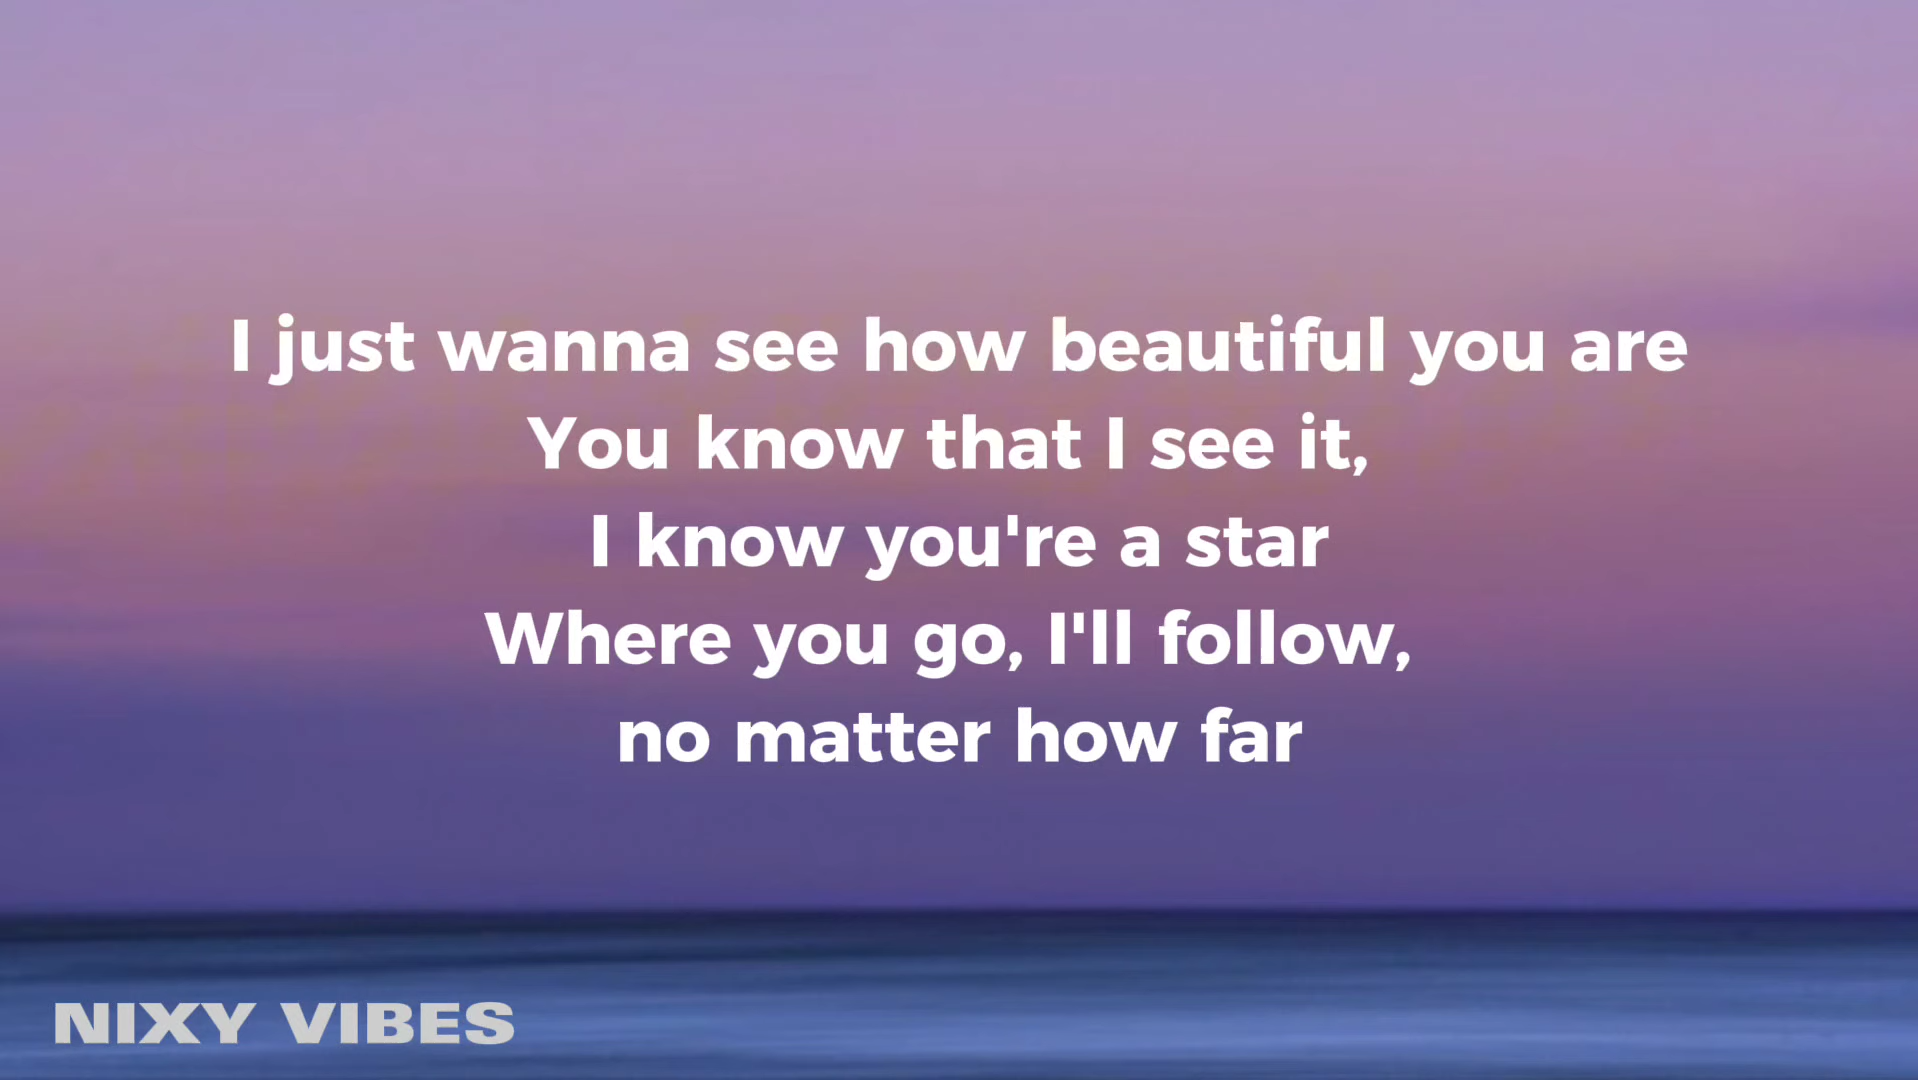 I just wanna see how beautiful you are
You know that I see it,
I know you're a star
Where you go, I'll follow,
no matter how far
NIXY VIBES